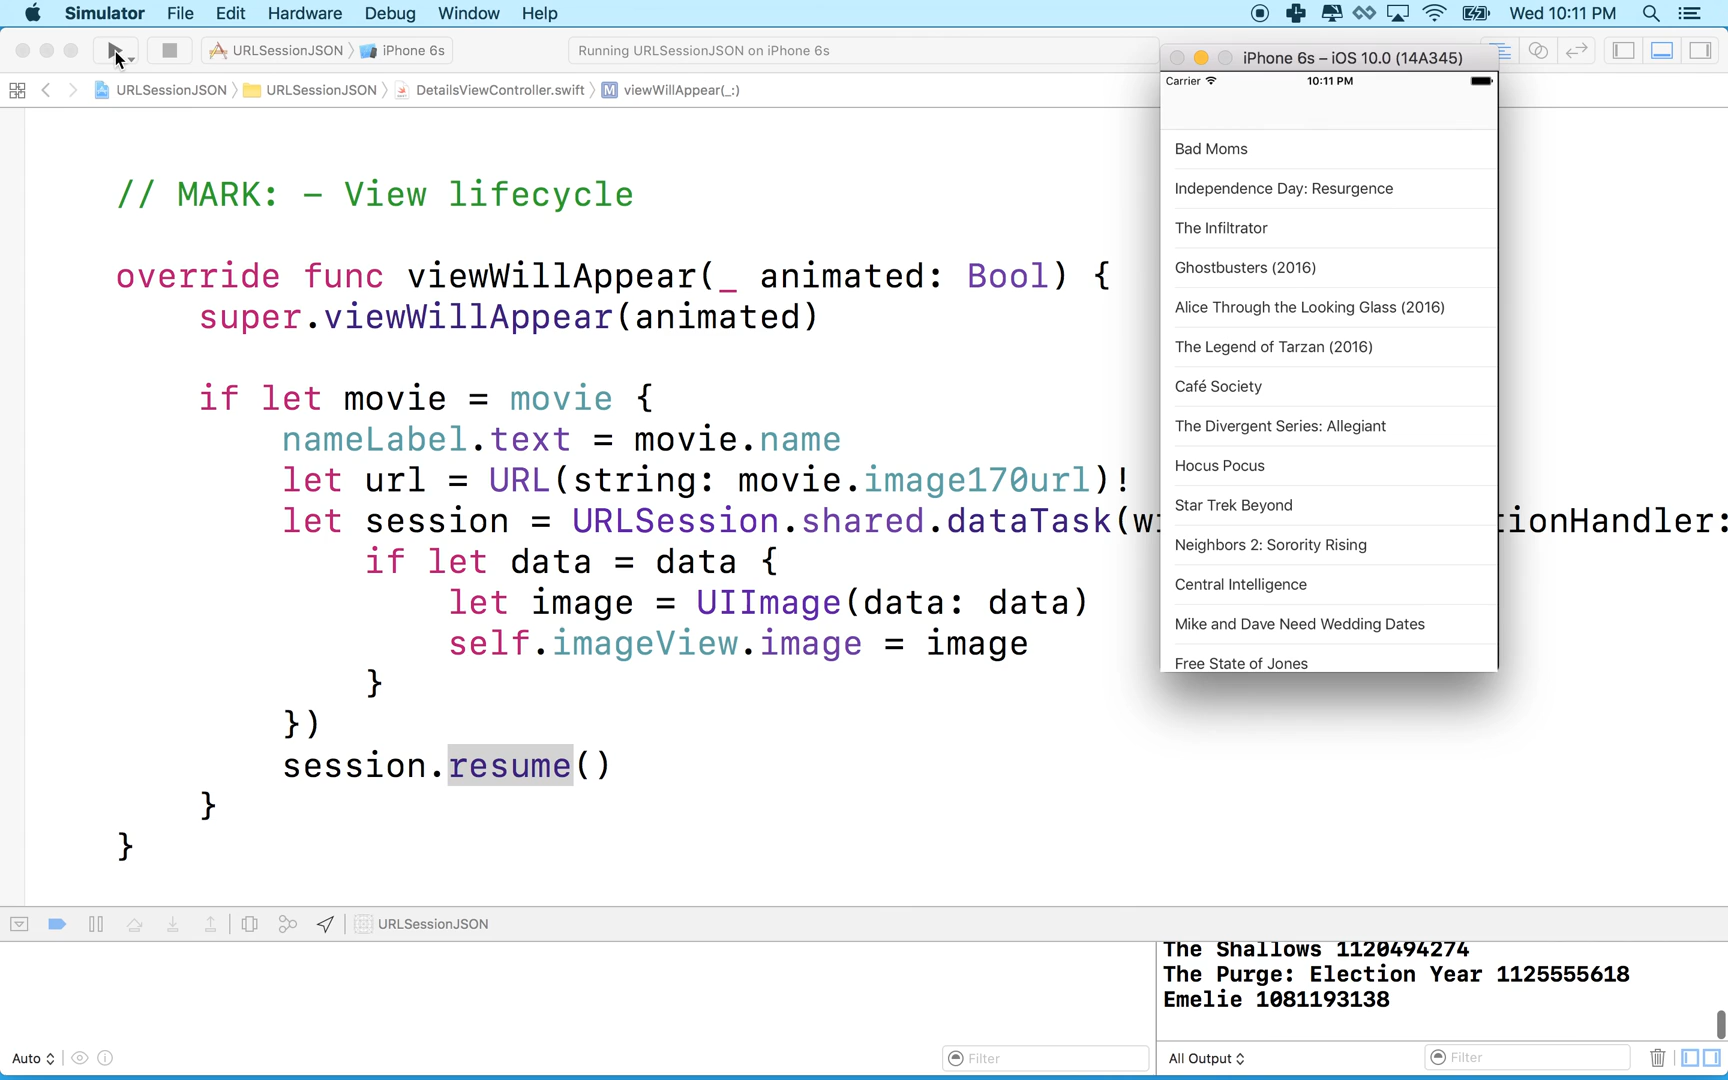 Simulator File Edit Hardware Debug Window Help Wed 10:11 PM
URLSessionJSON iPhone 6s Running URLSessionJSON on iPhone 6s
URLSessionJSON URLSessionJSON DetailsViewController.swift M viewWillAppear(_:)
// MARK: - View lifecycle
override func viewWillAppear(_ animated: Bool) {
super.viewWillAppear(animated)
if let movie = movie {
nameLabel.text = movie.name
let url = URL(string: movie.image170url)!
let session = URLSession.shared.dataTask(wi tionHandler:
if let data = data {
let image = UIImage(data: data)
self.imageView.image = image
}
})
session.resume()
}
}
iPhone 6s – iOS 10.0 (14A345)
Carrier 10:11 PM
Bad Moms
Independence Day: Resurgence
The Infiltrator
Ghostbusters (2016)
Alice Through the Looking Glass (2016)
The Legend of Tarzan (2016)
Café Society
The Divergent Series: Allegiant
Hocus Pocus
Star Trek Beyond
Neighbors 2: Sorority Rising
Central Intelligence
Mike and Dave Need Wedding Dates
Free State of Jones
URLSessionJSON
The Shallows 1120494274
The Purge: Election Year 1125555618
Emelie 1081193138
Auto Filter All Output Filter